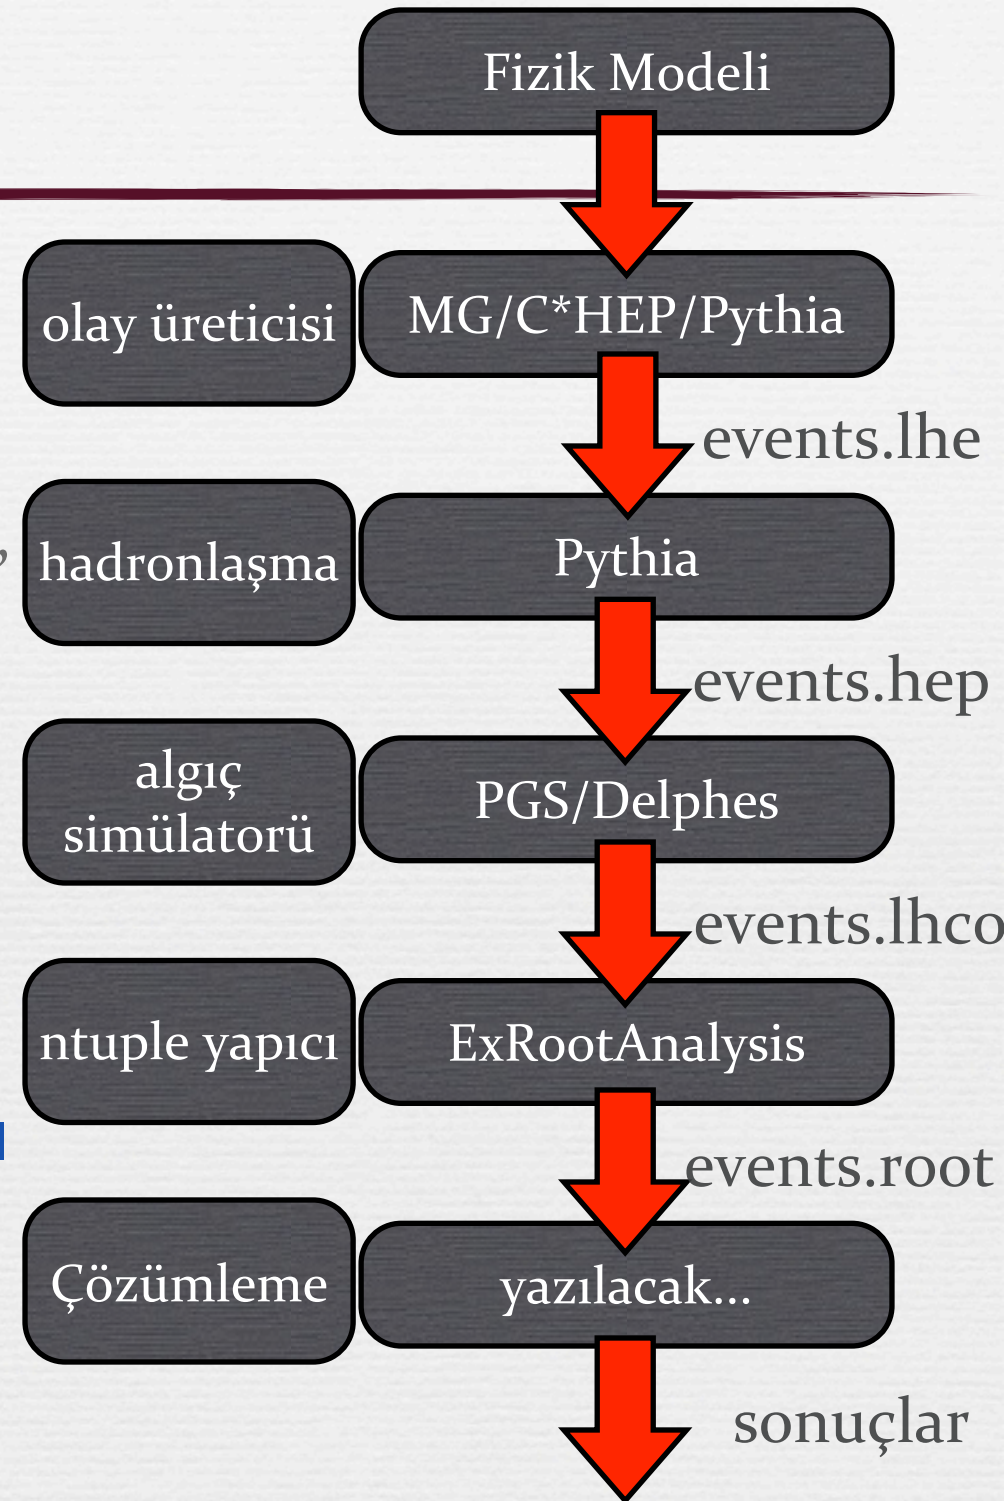 Fizik Modeli
olay üreticisi
MG/C*HEP/Pythia
events.lhe
hadronlaşma
Pythia
events.hep
algıç
simülatorü
PGS/Delphes
events.lhco
ntuple yapıcı
ExRootAnalysis
events.root
Çözümleme
yazılacak...
sonuçlar